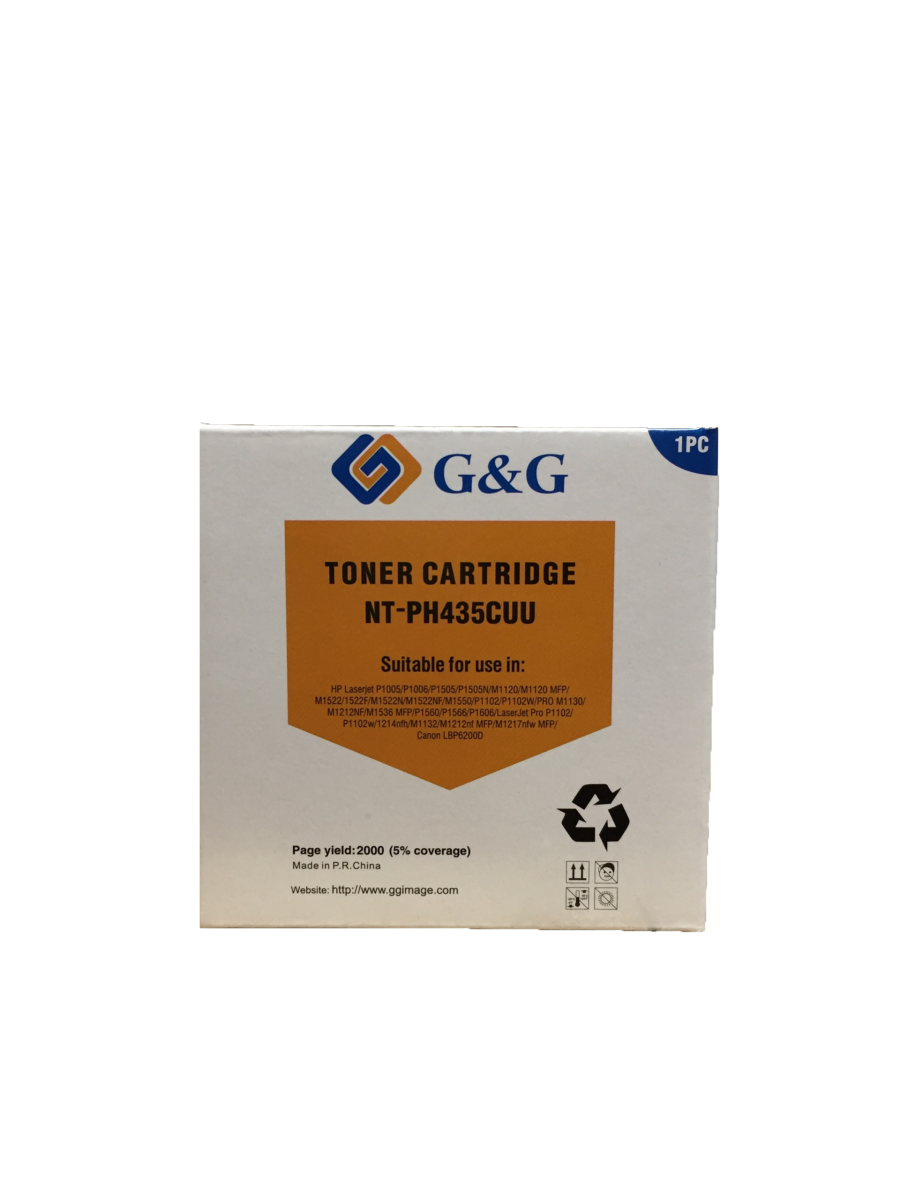 1PC
G&G
TONER CARTRIDGE
NT-PH435CUU
Suitable for use in:
HP Laserjet P1005/P1006/P1505/P1505N/M1120/M1120 MFP/
M1522/1522F/M1522N/M1522NF/M1550/P1102/P1102W/PRO M1130/
M1212NF/M1536 MFP/P1560/P1566/P1606/LaserJet Pro P1102/
P1102w/1214nfh/M1132/M1212nt MFP/M1217nfw MFP/
Canon LBP6200D
Page yield:2000 (5% coverage)
Made in P.R.China
Website: http://www.ggimage.com